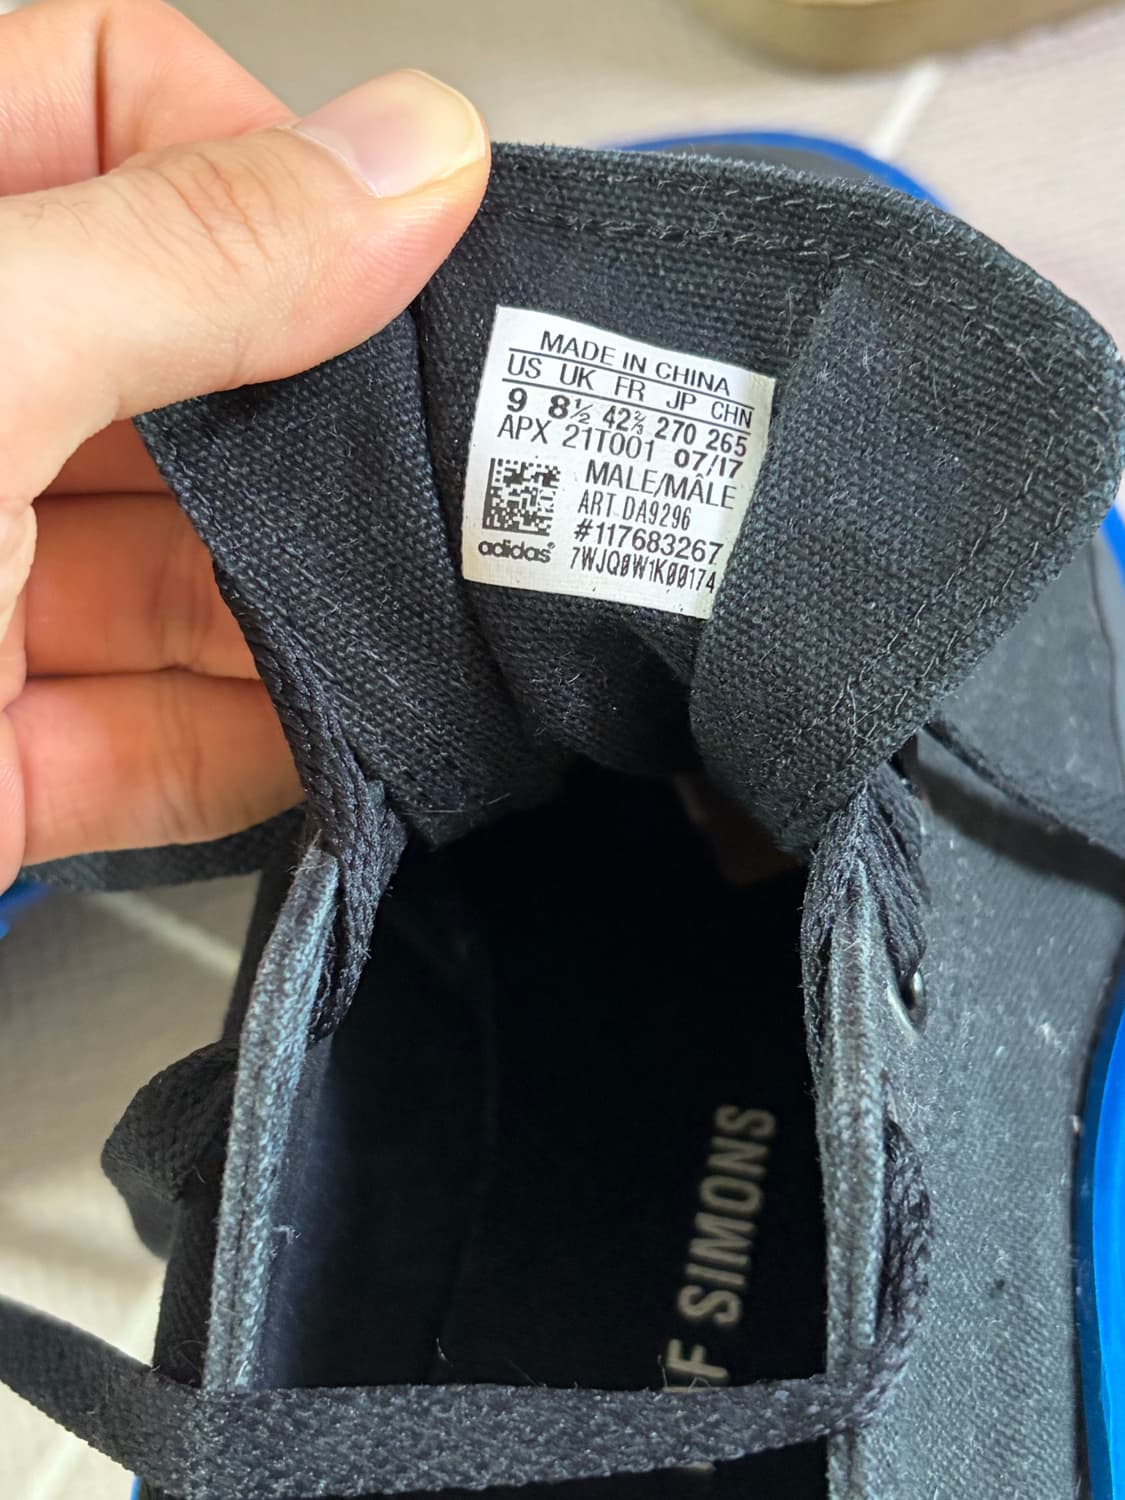 MADE IN CHINA
US UK FR JP CHN
9 8½ 42⅔ 270 265
APX 21T001 07/17
MALE/MÂLE
ART DA9296
#117683267
adidas® 7WJQ0W1K00174
SIMONS